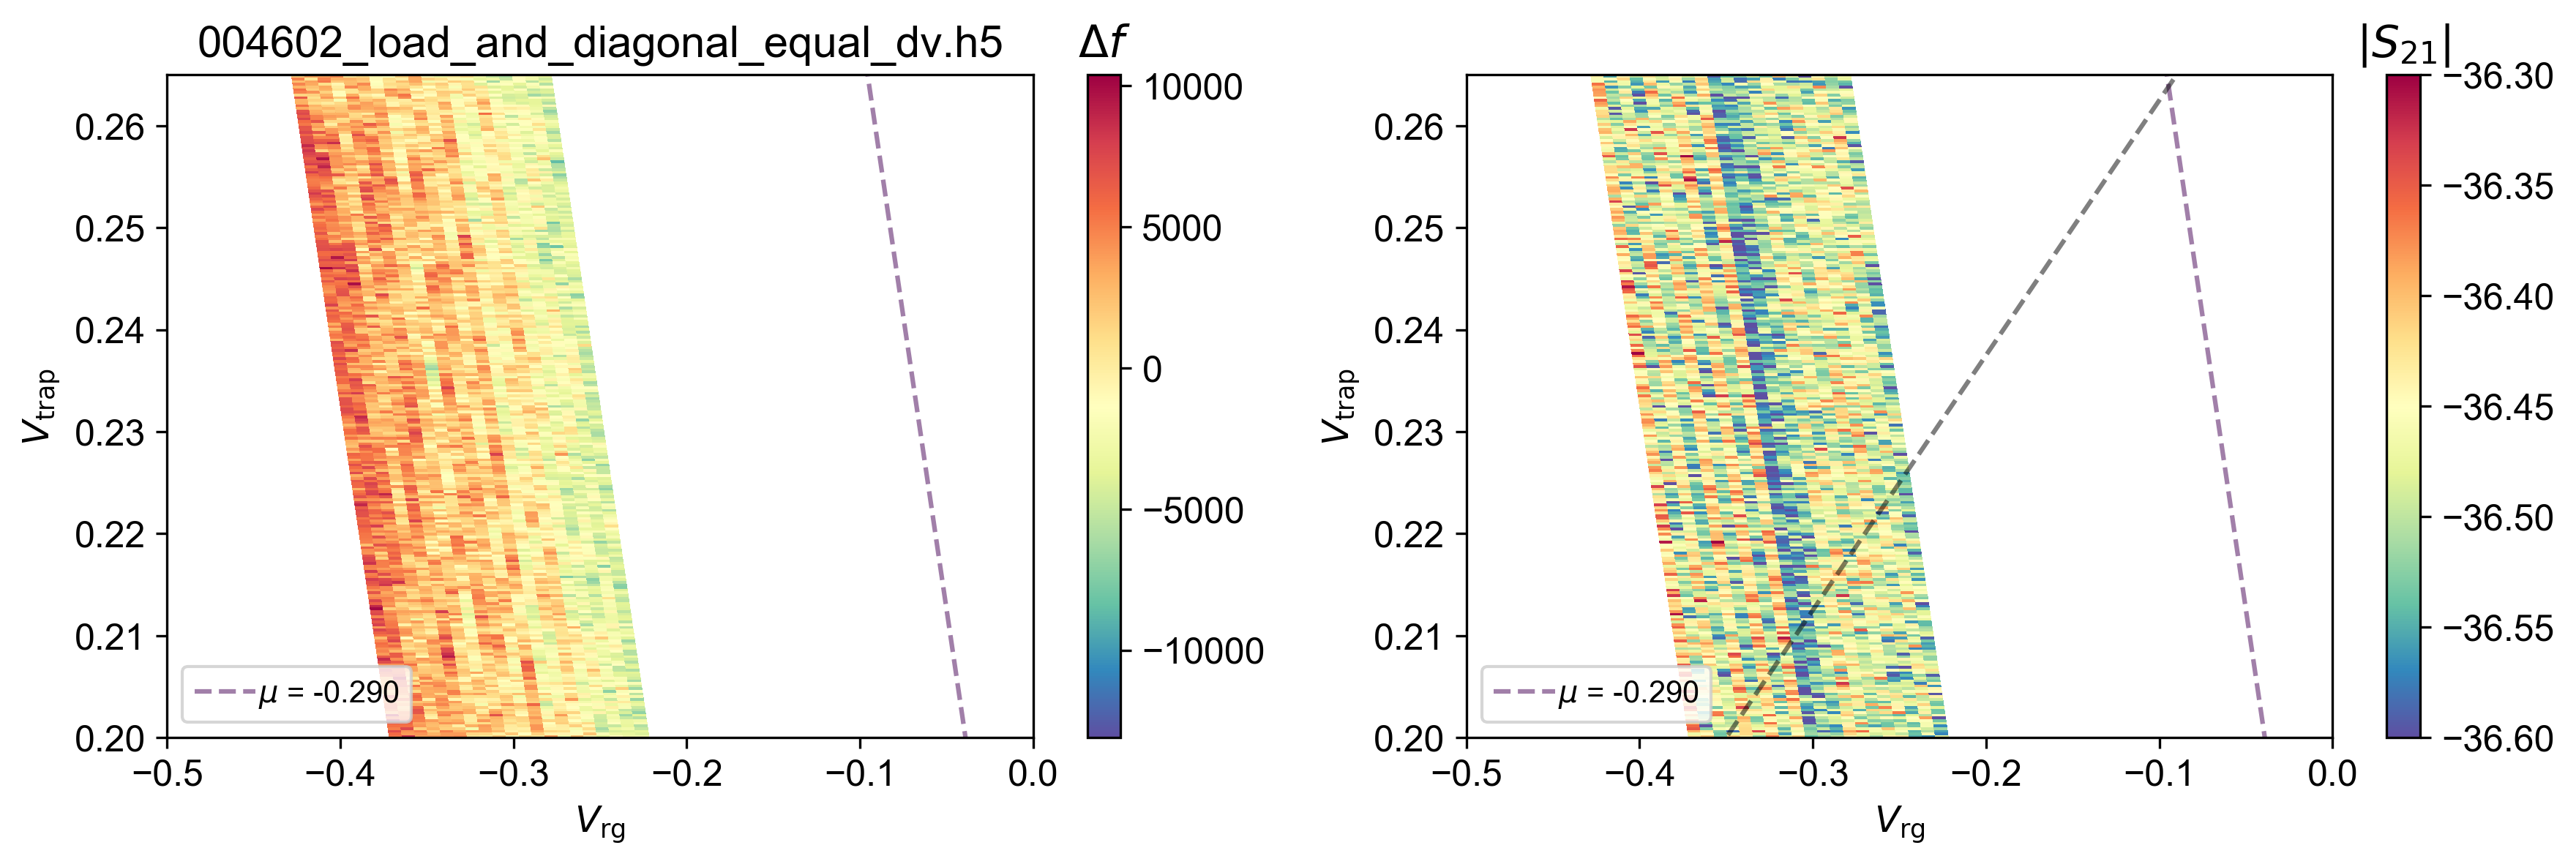 004602_load_and_diagonal_equal_dv.h5
Δf
10000
5000
0
−5000
−10000
0.26
0.25
0.24
0.23
0.22
0.21
0.20
V_trap
μ = -0.290
−0.5 −0.4 −0.3 −0.2 −0.1 0.0
V_rg
|S_21|
−36.30
−36.35
−36.40
−36.45
−36.50
−36.55
−36.60
0.26
0.25
0.24
0.23
0.22
0.21
0.20
V_trap
μ = -0.290
−0.5 −0.4 −0.3 −0.2 −0.1 0.0
V_rg